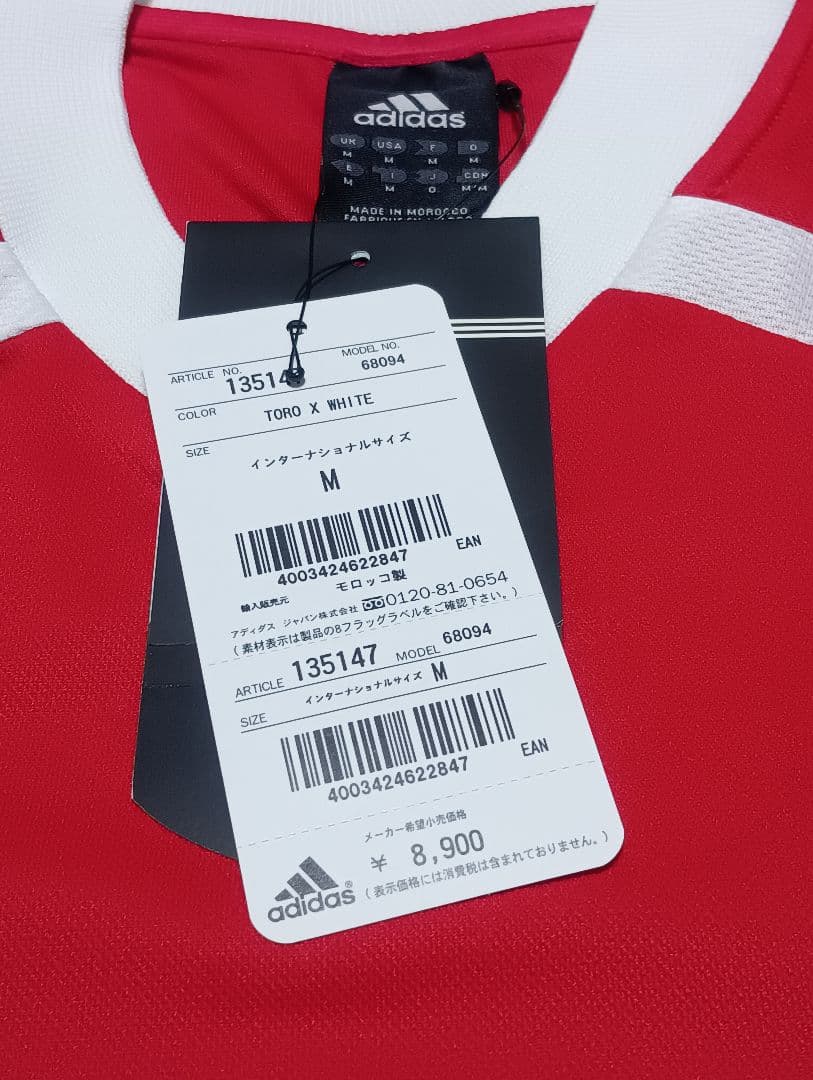 adidas
UK USA F D
M M M M
E I J CDN
M M O M/M
MADE IN MOROCCO
ARTICLE NO. MODEL NO.
68094
COLOR TORO X WHITE
SIZE インターナショナルサイズ
M
4003424622847 EAN
モロッコ製
輸入販売元
アディダス ジャパン株式会社 0120-81-0654
(素材表示は製品の8フラッグラベルをご確認下さい。)
ARTICLE 135147 MODEL 68094
SIZE インターナショナルサイズ M
4003424622847 EAN
メーカー希望小売価格
¥ 8,900
(表示価格には消費税は含まれておりません。)
adidas®